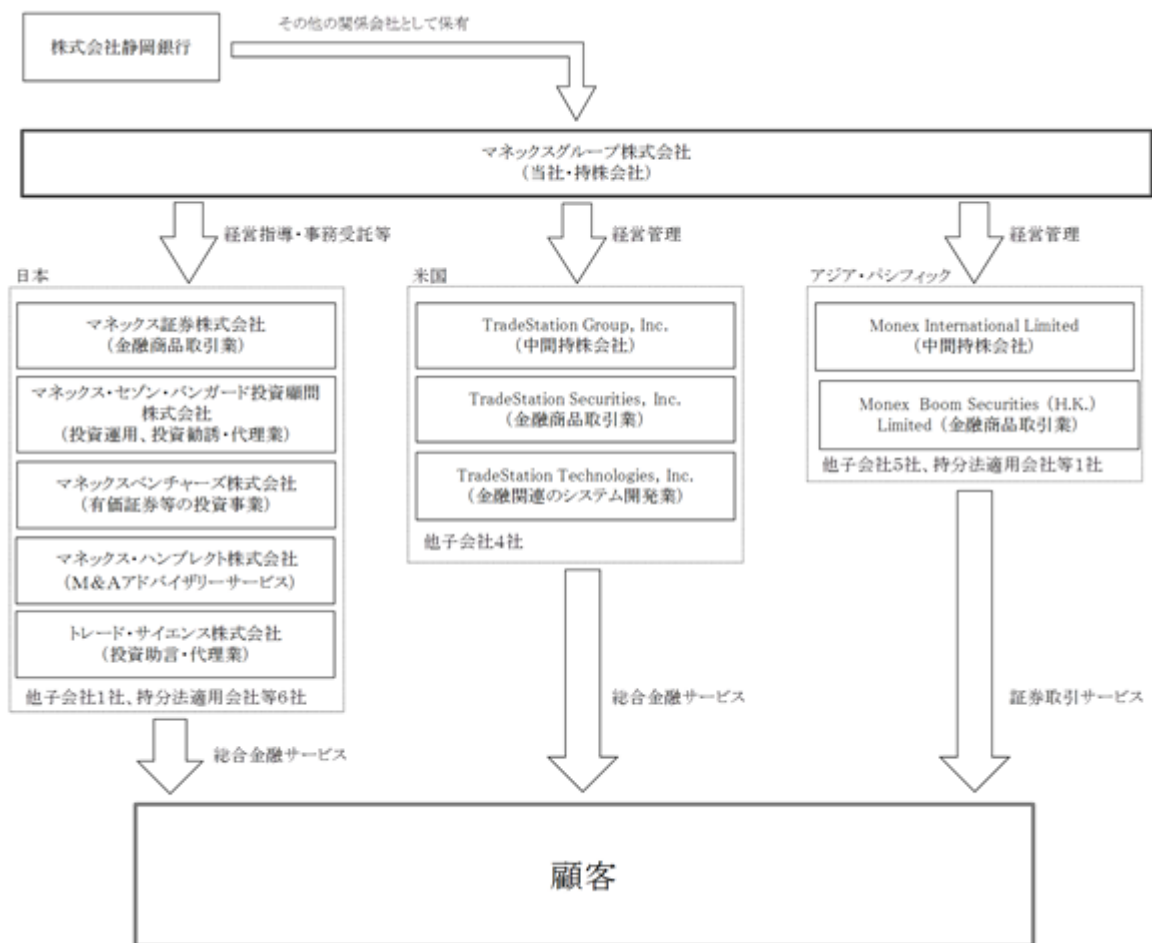 その他の関係会社として保有
株式会社静岡銀行
マネックスグループ株式会社
(当社・持株会社)
経営指導・事務受託等
経営管理
経営管理
日本
マネックス証券株式会社
(金融商品取引業)
マネックス・セゾン・バンガード投資顧問
株式会社
(投資運用、投資勧誘・代理業)
マネックスベンチャーズ株式会社
(有価証券等の投資事業)
マネックス・ハンブレクト株式会社
(M&Aアドバイザリーサービス)
トレード・サイエンス株式会社
(投資助言・代理業)
他子会社1社、持分法適用会社等6社
米国
TradeStation Group, Inc.
(中間持株会社)
TradeStation Securities, Inc.
(金融商品取引業)
TradeStation Technologies, Inc.
(金融関連のシステム開発業)
他子会社4社
アジア・パシフィック
Monex International Limited
(中間持株会社)
Monex Boom Securities (H.K.)
Limited (金融商品取引業)
他子会社5社、持分法適用会社等1社
総合金融サービス
総合金融サービス
証券取引サービス
顧客